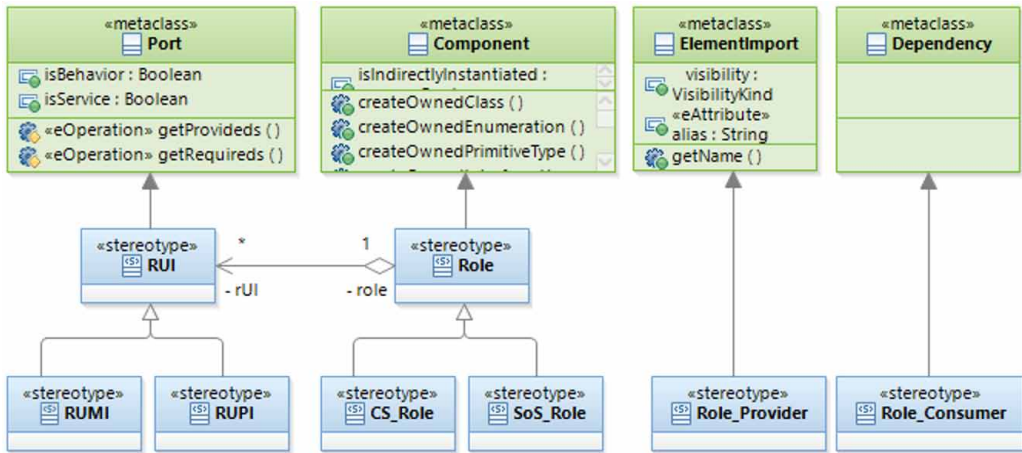 «metaclass»
Port
isBehavior : Boolean
isService : Boolean
«eOperation» getProvideds ( )
«eOperation» getRequireds ( )
«metaclass»
Component
isIndirectlyInstantiated :
createOwnedClass ( )
createOwnedEnumeration ( )
createOwnedPrimitiveType ( )
«metaclass»
ElementImport
visibility :
VisibilityKind
«eAttribute»
alias : String
getName ( )
«metaclass»
Dependency
«stereotype»
«S» RUI
*
- rUI
1
- role
«stereotype»
«S» Role
«stereotype»
«S» RUMI
«stereotype»
«S» RUPI
«stereotype»
«S» CS_Role
«stereotype»
«S» SoS_Role
«stereotype»
«S» Role_Provider
«stereotype»
«S» Role_Consumer